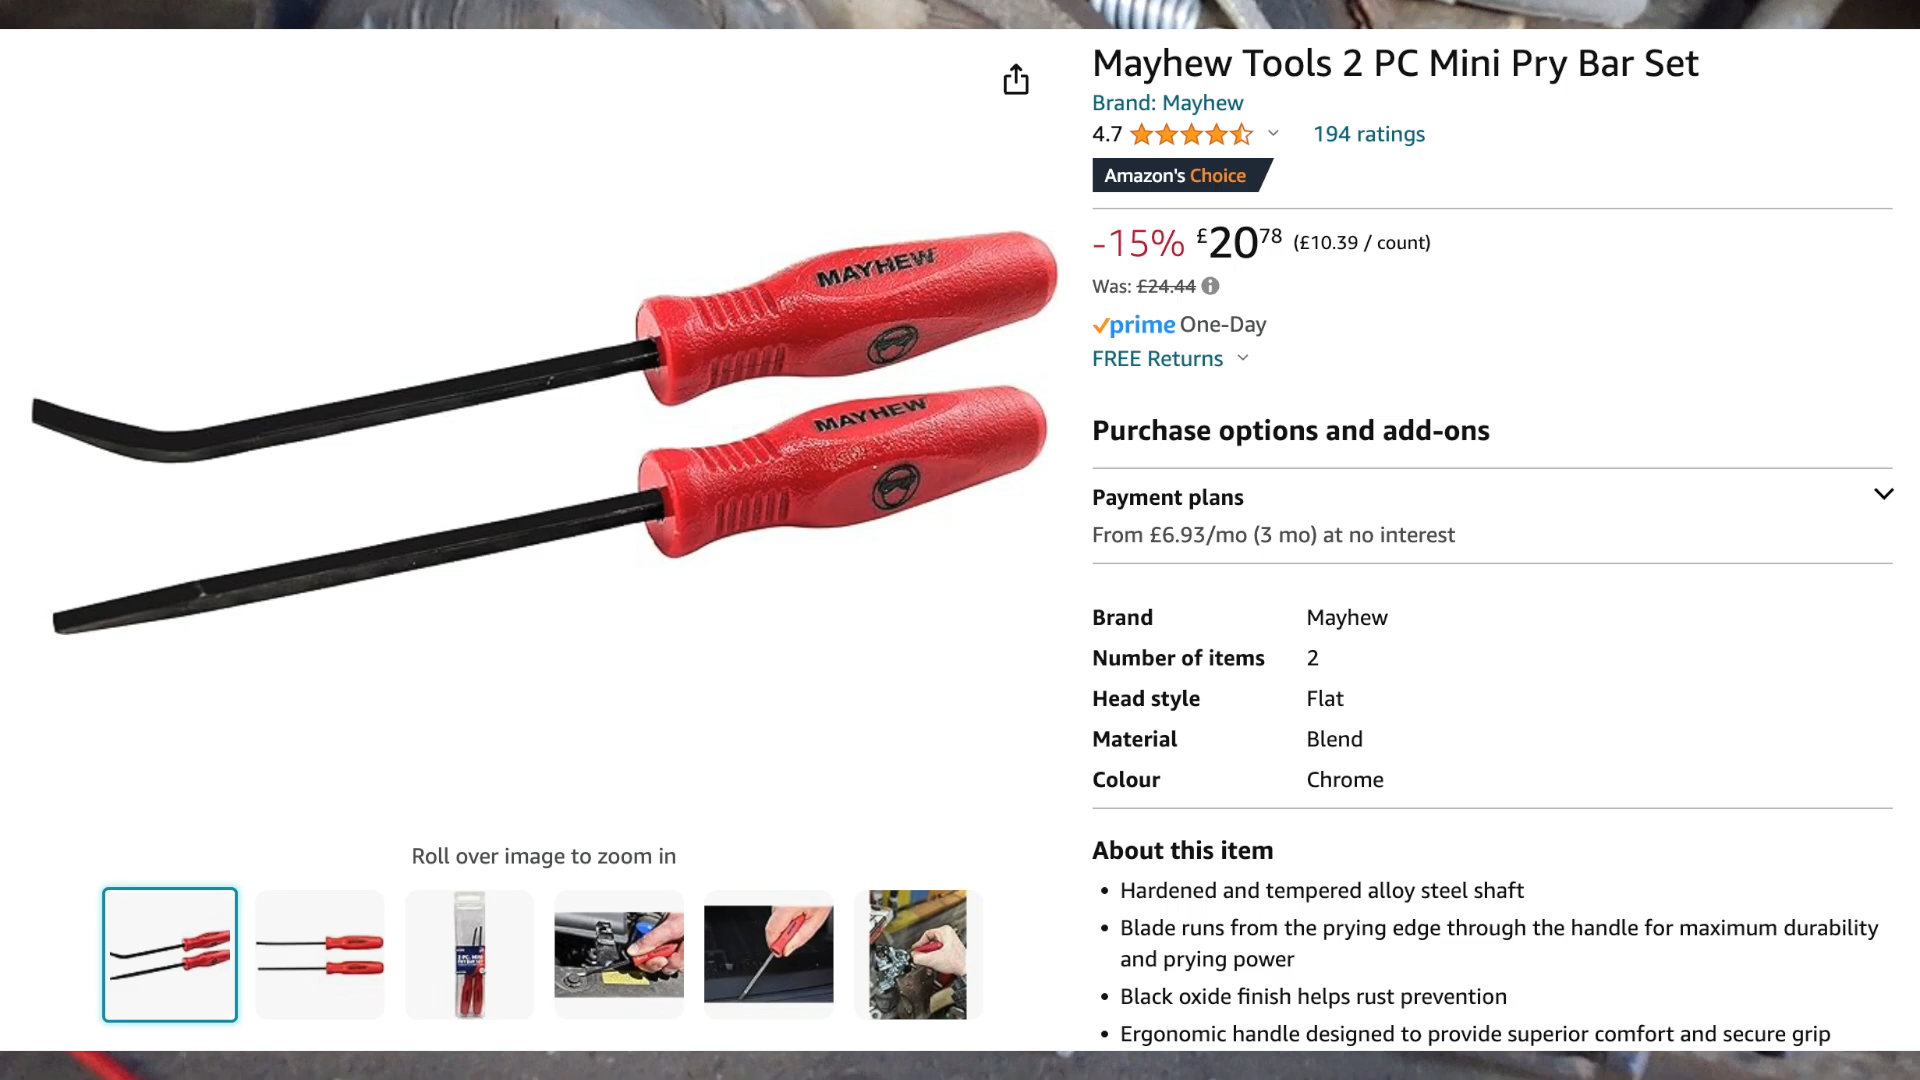 Mayhew Tools 2 PC Mini Pry Bar Set
Brand: Mayhew
4.7
194 ratings
Amazon's Choice
-15% £20 78 (£10.39 / count)
Was: £24.44
prime One-Day
FREE Returns
Purchase options and add-ons
Payment plans
From £6.93/mo (3 mo) at no interest
Brand Mayhew
Number of items 2
Head style Flat
Material Blend
Colour Chrome
About this item
• Hardened and tempered alloy steel shaft
• Blade runs from the prying edge through the handle for maximum durability
and prying power
• Black oxide finish helps rust prevention
• Ergonomic handle designed to provide superior comfort and secure grip
MAYHEW
MAYHEW
Roll over image to zoom in